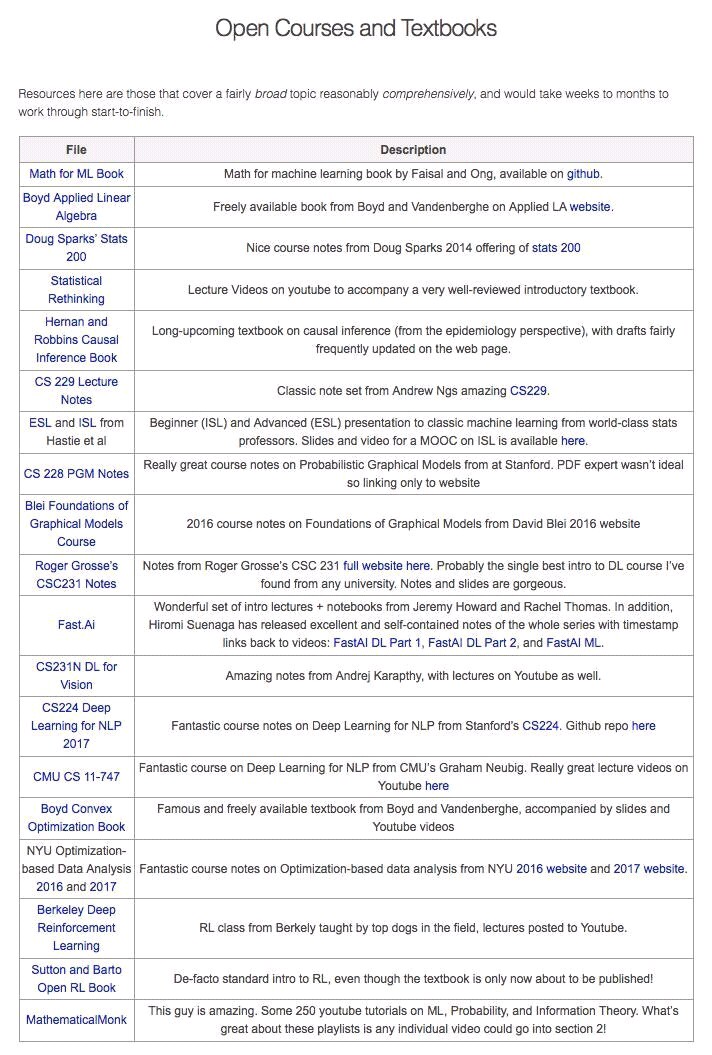 Open Courses and Textbooks
Resources here are those that cover a fairly broad topic reasonably comprehensively, and would take weeks to months to
work through start-to-finish.
File Description
Math for ML Book Math for machine learning book by Faisal and Ong, available on github.
Boyd Applied Linear
Algebra
Freely available book from Boyd and Vandenberghe on Applied LA website.
Doug Sparks' Stats
200
Nice course notes from Doug Sparks 2014 offering of stats 200
Statistical
Rethinking
Lecture Videos on youtube to accompany a very well-reviewed introductory textbook.
Hernan and
Robbins Causal
Inference Book
Long-upcoming textbook on causal inference (from the epidemiology perspective), with drafts fairly
frequently updated on the web page.
CS 229 Lecture
Notes
Classic note set from Andrew Ngs amazing CS229.
ESL and ISL from
Hastie et al
Beginner (ISL) and Advanced (ESL) presentation to classic machine learning from world-class stats
professors. Slides and video for a MOOC on ISL is available here.
CS 228 PGM Notes
Really great course notes on Probabilistic Graphical Models from at Stanford. PDF expert wasn't ideal
so linking only to website
Blei Foundations of
Graphical Models
Course
2016 course notes on Foundations of Graphical Models from David Blei 2016 website
Roger Grosse's
CSC231 Notes
Notes from Roger Grosse's CSC 231 full website here. Probably the single best intro to DL course I've
found from any university. Notes and slides are gorgeous.
Fast.Ai
Wonderful set of intro lectures + notebooks from Jeremy Howard and Rachel Thomas. In addition,
Hiromi Suenaga has released excellent and self-contained notes of the whole series with timestamp
links back to videos: FastAI DL Part 1, FastAI DL Part 2, and FastAI ML.
CS231N DL for
Vision
Amazing notes from Andrej Karapthy, with lectures on Youtube as well.
CS224 Deep
Learning for NLP
2017
Fantastic course notes on Deep Learning for NLP from Stanford's CS224. Github repo here
CMU CS 11-747
Fantastic course on Deep Learning for NLP from CMU's Graham Neubig. Really great lecture videos on
Youtube here
Boyd Convex
Optimization Book
Famous and freely available textbook from Boyd and Vandenberghe, accompanied by slides and
Youtube videos
NYU Optimization-
based Data Analysis
2016 and 2017
Fantastic course notes on Optimization-based data analysis from NYU 2016 website and 2017 website.
Berkeley Deep
Reinforcement
Learning
RL class from Berkely taught by top dogs in the field, lectures posted to Youtube.
Sutton and Barto
Open RL Book
De-facto standard intro to RL, even though the textbook is only now about to be published!
MathematicalMonk
This guy is amazing. Some 250 youtube tutorials on ML, Probability, and Information Theory. What's
great about these playlists is any individual video could go into section 2!